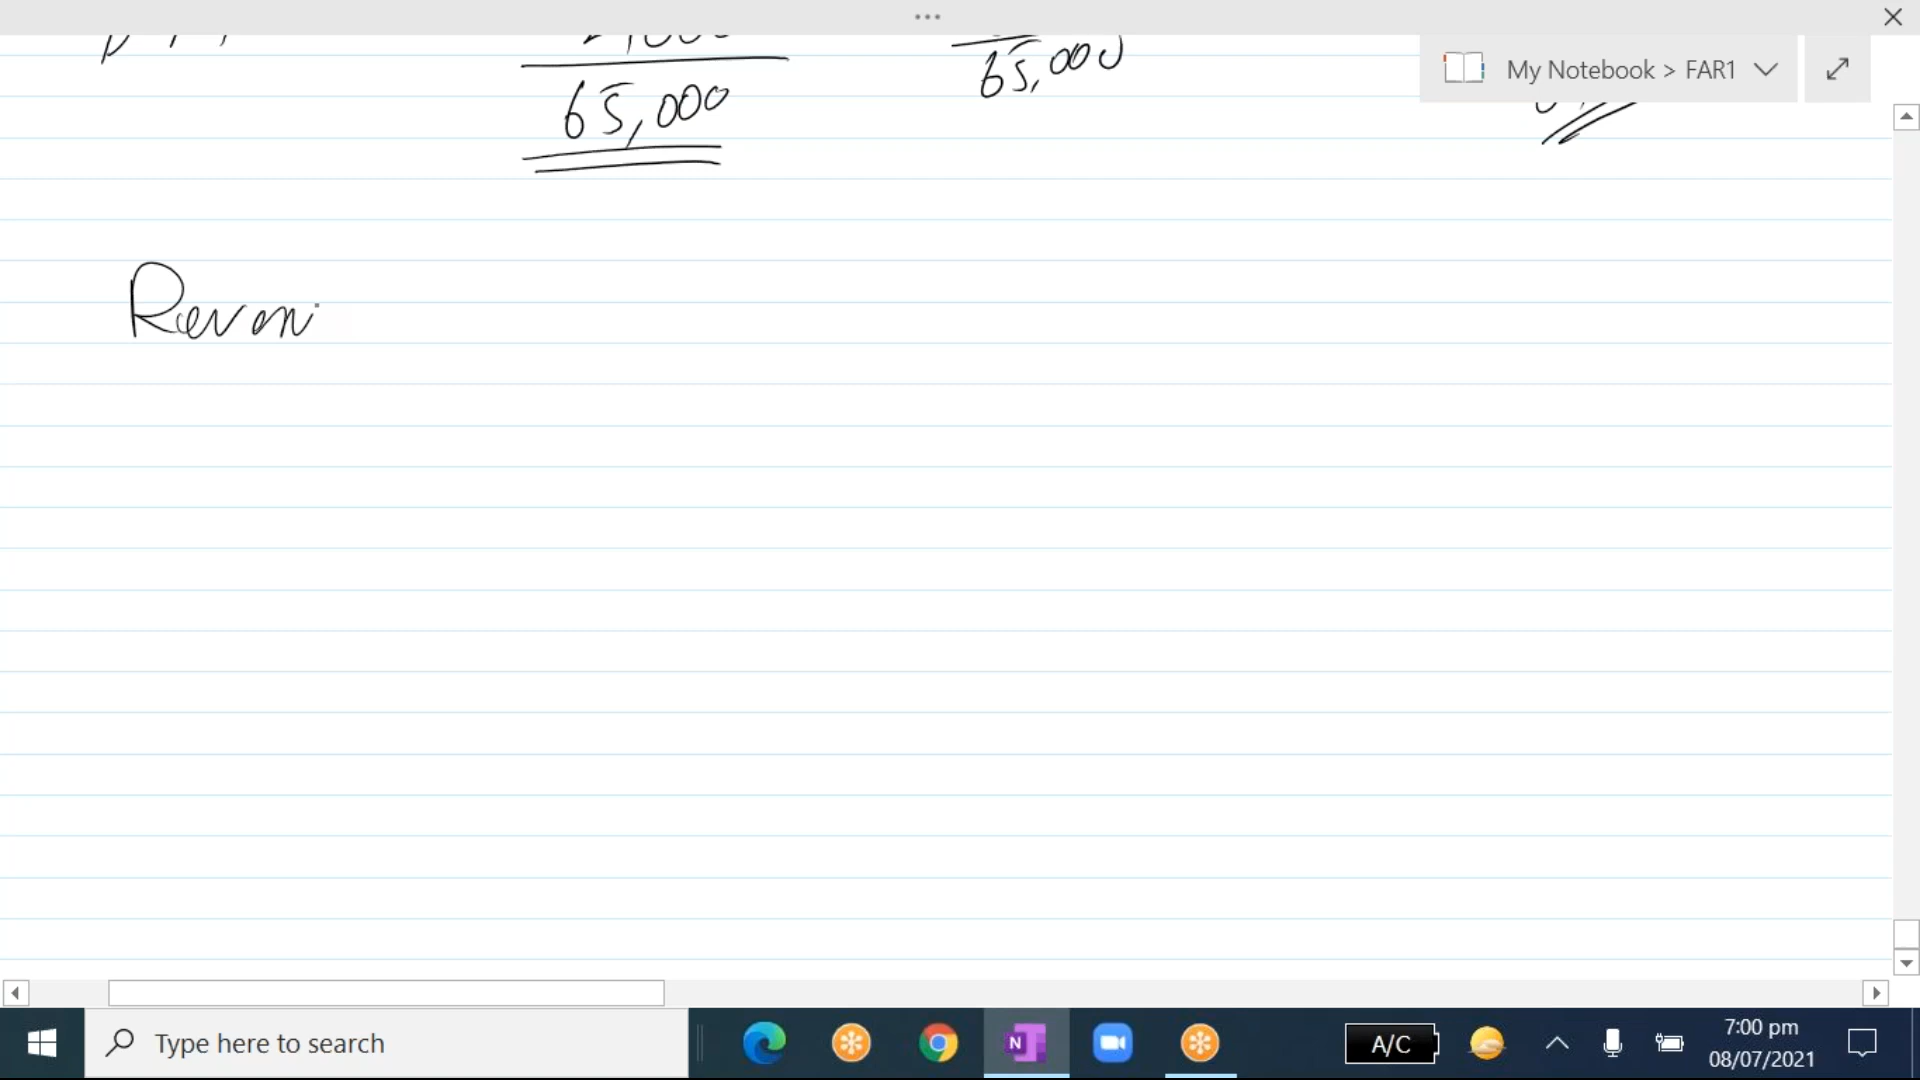 65,000
65,000
My Notebook > FAR1
Reven
Type here to search
N
A/C
7:00 pm
08/07/2021